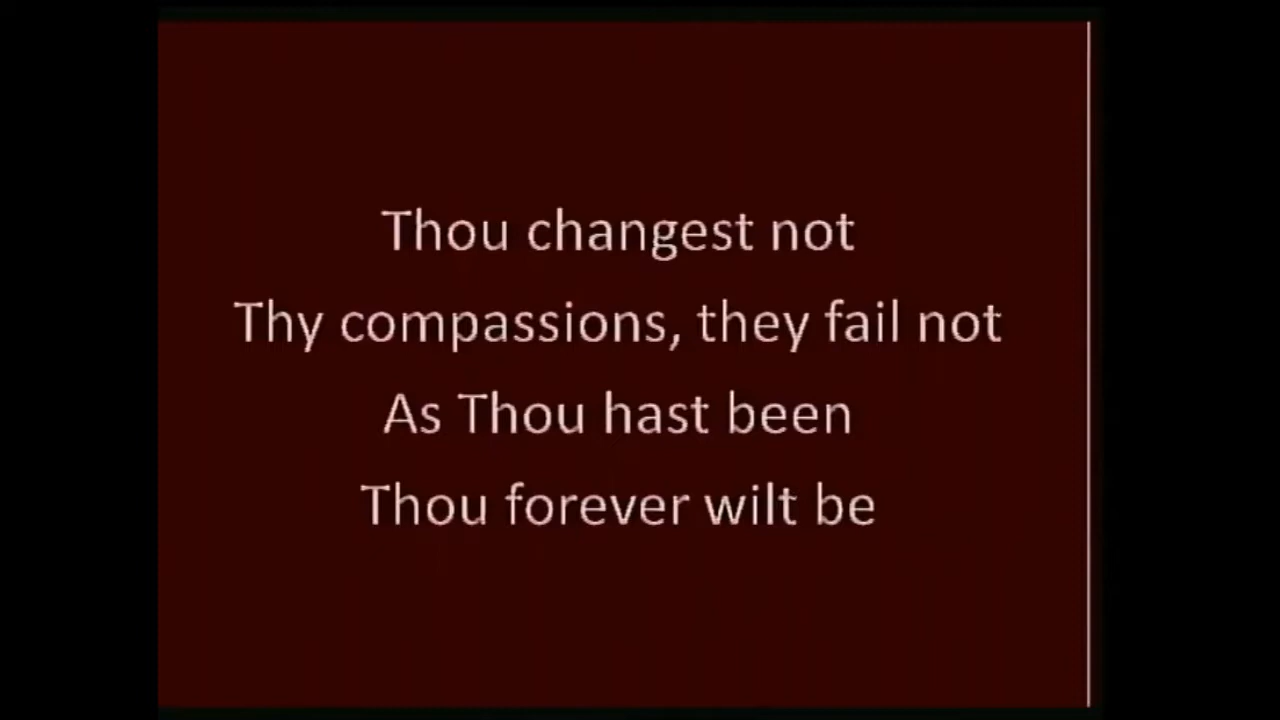 Thou changest not
Thy compassions, they fail not
As Thou hast been
Thou forever wilt be